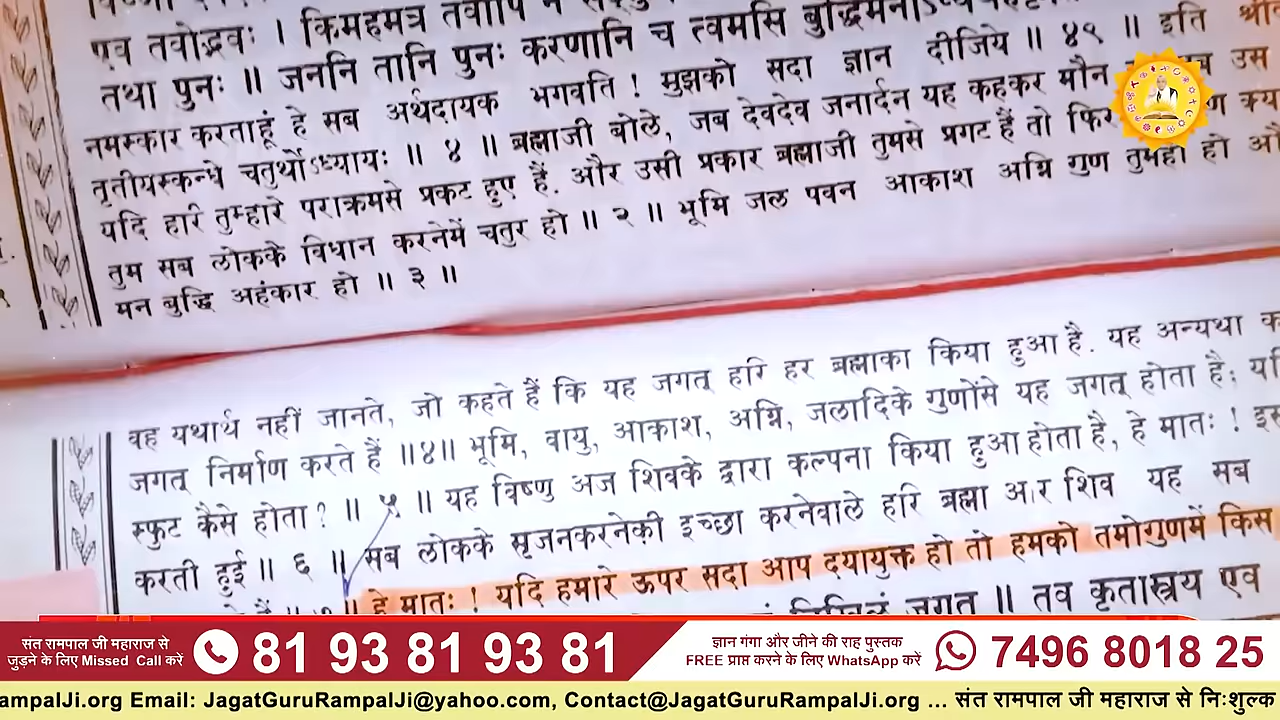 एव तवोद्भवः । किमहमत्र तवापि न
तथा पुनः ॥ जननि तानि पुनः करणानि च त्वमसि बुद्धिमनो
नमस्कार करताहूं हे सब अर्थदायक भगवति ! मुझको सदा ज्ञान दीजिये ॥ ४९ ॥ इति
तृतीयस्कन्धे चतुर्थोऽध्यायः ॥ ४ ॥ ब्रह्माजी बोले, जब देवदेव जनार्दन यह कहकर मौन उस
यदि हरि तुम्हारे पराक्रमसे प्रकट हुए हैं. और उसी प्रकार ब्रह्माजी तुमसे प्रगट हैं तो फिर क्या
तुम सब लोकके विधान करनेमें चतुर हो ॥ २ ॥ भूमि जल पवन आकाश अग्नि गुण तुमही हो
मन बुद्धि अहंकार हो ॥ ३ ॥
वह यथार्थ नहीं जानते, जो कहते हैं कि यह जगत् हरि हर ब्रह्माका किया हुआ है. यह अन्यथा
जगत् निर्माण करते हैं ॥४॥ भूमि, वायु, आकाश, अग्नि, जलादिके गुणोंसे यह जगत् होता है;
स्फुट कैसे होता? ॥ ५ ॥ यह विष्णु अज शिवके द्वारा कल्पना किया हुआ होता है, हे मातः !
करती हुई ॥ ६ ॥ सब लोकके सृजनकरनेकी इच्छा करनेवाले हरि ब्रह्मा और शिव यह सब
हे मातः ! यदि हमारे ऊपर सदा आप दयायुक्त हो तो हमको तमोगुणमें किस
जगत् ॥ तव कृतास्त्रय एव
संत रामपाल जी महाराज से
जुड़ने के लिए Missed Call करें
81 93 81 93 81
ज्ञान गंगा और जीने की राह पुस्तक
FREE प्राप्त करने के लिए WhatsApp करें
7496 8018 25
ampalJi.org Email: JagatGuruRampalJi@yahoo.com, Contact@JagatGuruRampalJi.org ... संत रामपाल जी महाराज से निःशुल्क